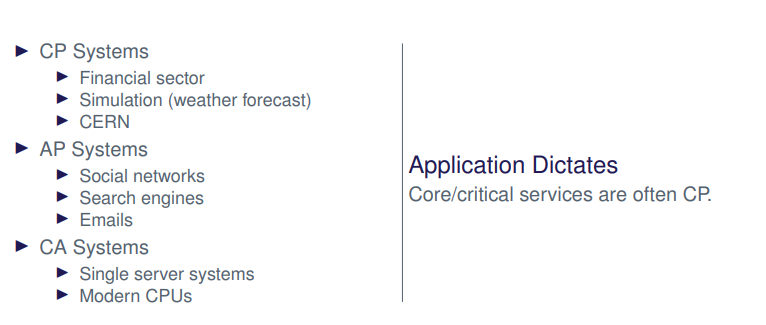 CP Systems
Financial sector
Simulation (weather forecast)
CERN
AP Systems
Social networks
Search engines
Emails
CA Systems
Single server systems
Modern CPUs
Application Dictates
Core/critical services are often CP.